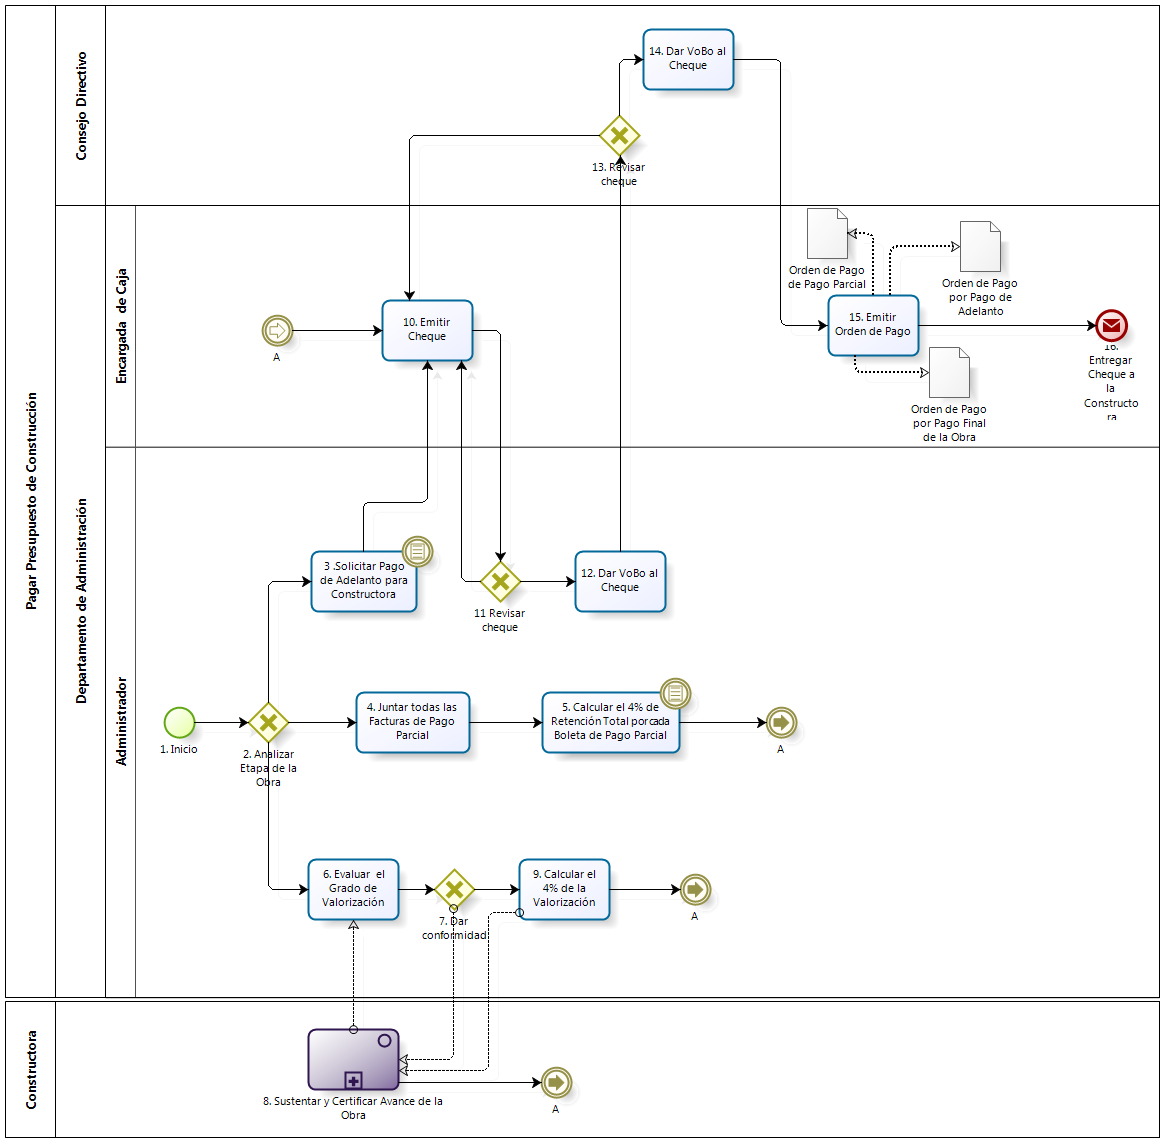 Pagar Presupuesto de Construcción
Consejo Directivo
14. Dar VoBo al
Cheque
13. Revisar
cheque
Departamento de Administración
Encargada de Caja
A
10. Emitir
Cheque
Orden de Pago
de Pago Parcial
Orden de Pago
por Pago de
Adelanto
15. Emitir
Orden de Pago
Orden de Pago
por Pago Final
de la Obra
16.
Entregar
Cheque a
la
Constructo
ra
Administrador
3 .Solicitar Pago
de Adelanto para
Constructora
11 Revisar
cheque
12. Dar VoBo al
Cheque
1. Inicio
2. Analizar
Etapa de la
Obra
4. Juntar todas las
Facturas de Pago
Parcial
5. Calcular el 4% de
Retención Total por cada
Boleta de Pago Parcial
A
6. Evaluar el
Grado de
Valorización
7. Dar
conformidad
9. Calcular el
4% de la
Valorización
A
Constructora
8. Sustentar y Certificar Avance de la
Obra
A